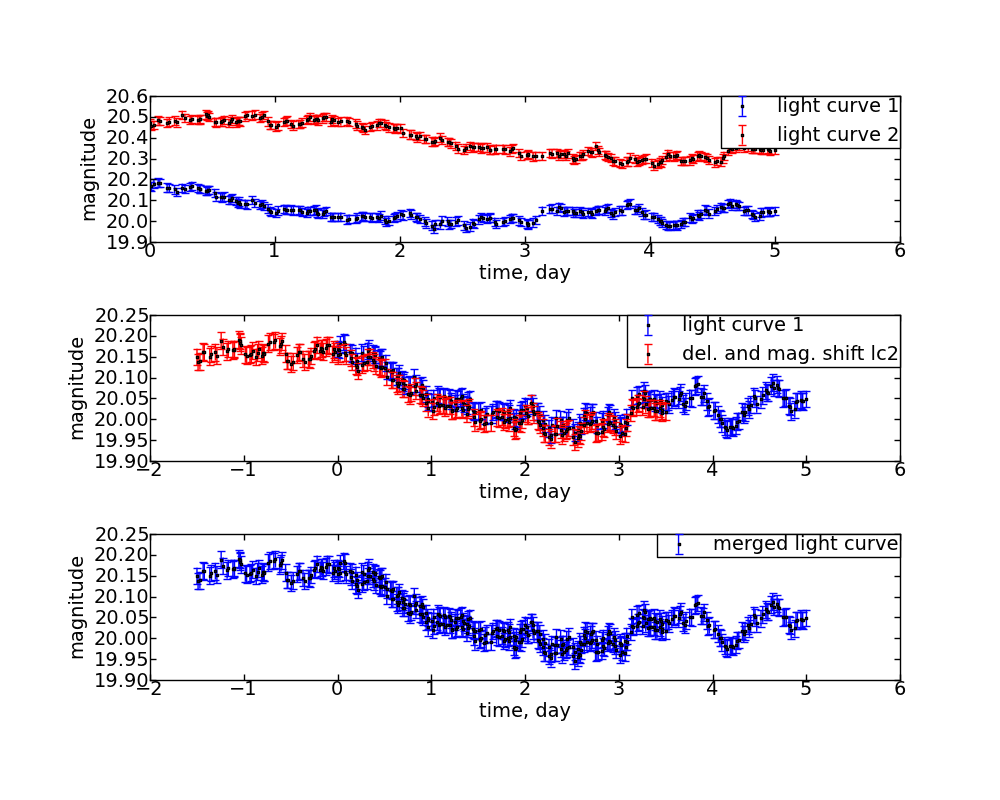 20.6
20.5
20.4
20.3
20.2
20.1
20.0
19.9
magnitude
light curve 1
light curve 2
0 1 2 3 4 5 6
time, day
20.25
20.20
20.15
20.10
20.05
20.00
19.95
19.90
magnitude
light curve 1
del. and mag. shift lc2
−2 −1 0 1 2 3 4 5 6
time, day
20.25
20.20
20.15
20.10
20.05
20.00
19.95
19.90
magnitude
merged light curve
−2 −1 0 1 2 3 4 5 6
time, day